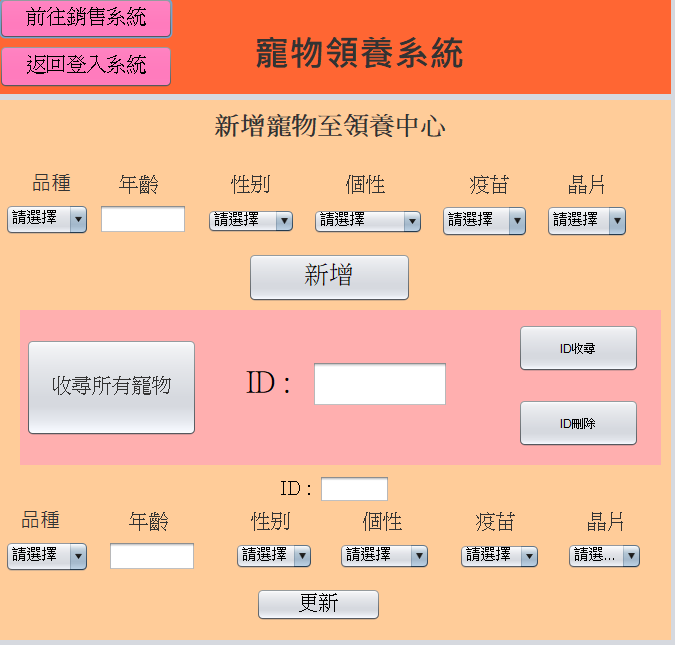 前往銷售系統
返回登入系統
寵物領養系統
新增寵物至領養中心
品種 年齡 性別 個性 疫苗 晶片
請選擇 請選擇 請選擇 請選擇 請選擇
新增
收尋所有寵物
ID :
ID收尋
ID刪除
ID :
品種 年齡 性別 個性 疫苗 晶片
請選擇 請選擇 請選擇 請選擇 請選...
更新